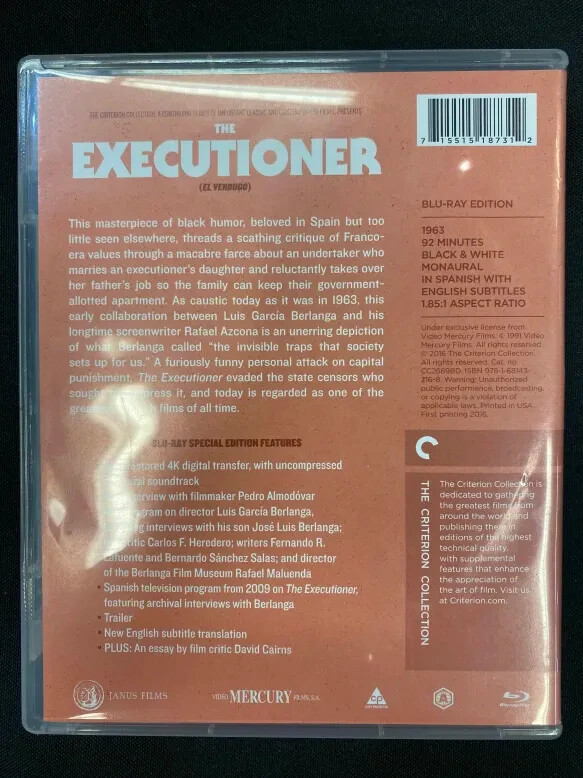 THE CRITERION COLLECTION, A CONTINUING SERIES OF IMPORTANT CLASSIC AND CONTEMPORARY FILMS, PRESENTS
THE
EXECUTIONER
(EL VERDUGO)
This masterpiece of black humor, beloved in Spain but too
little seen elsewhere, threads a scathing critique of Franco-
era values through a macabre farce about an undertaker who
marries an executioner's daughter and reluctantly takes over
her father's job so the family can keep their government-
allotted apartment. As caustic today as it was in 1963, this
early collaboration between Luis García Berlanga and his
longtime screenwriter Rafael Azcona is an unerring depiction
of what Berlanga called "the invisible traps that society
sets up for us." A furiously funny personal attack on capital
punishment, The Executioner evaded the state censors who
sought to suppress it, and today is regarded as one of the
greatest films of all time.
BLU-RAY SPECIAL EDITION FEATURES
restored 4K digital transfer, with uncompressed
soundtrack
interview with filmmaker Pedro Almodóvar
program on director Luis García Berlanga,
interviews with his son José Luis Berlanga;
critic Carlos F. Heredero; writers Fernando R.
Lafuente and Bernardo Sánchez Salas; and director
of the Berlanga Film Museum Rafael Maluenda
• Spanish television program from 2009 on The Executioner,
featuring archival interviews with Berlanga
• Trailer
• New English subtitle translation
• PLUS: An essay by film critic David Cairns
JANUS FILMS
VIDEO MERCURY FILMS, S.A.
7 15515 18731 2
BLU-RAY EDITION
1963
92 MINUTES
BLACK & WHITE
MONAURAL
IN SPANISH WITH
ENGLISH SUBTITLES
1.85:1 ASPECT RATIO
Under exclusive license from
Video Mercury Films. © 1991 Video
Mercury Films. All rights reserved.
© 2016 The Criterion Collection.
All rights reserved. Cat. no.
CC2689BD. ISBN 978-1-68143-
216-8. Warning: Unauthorized
public performance, broadcasting,
or copying is a violation of
applicable laws. Printed in USA.
First printing 2016.
THE CRITERION COLLECTION
The Criterion Collection is
dedicated to gathering
the greatest films from
around the world and
publishing them in
editions of the highest
technical quality,
with supplemental
features that enhance
the appreciation of
the art of film. Visit us
at Criterion.com.